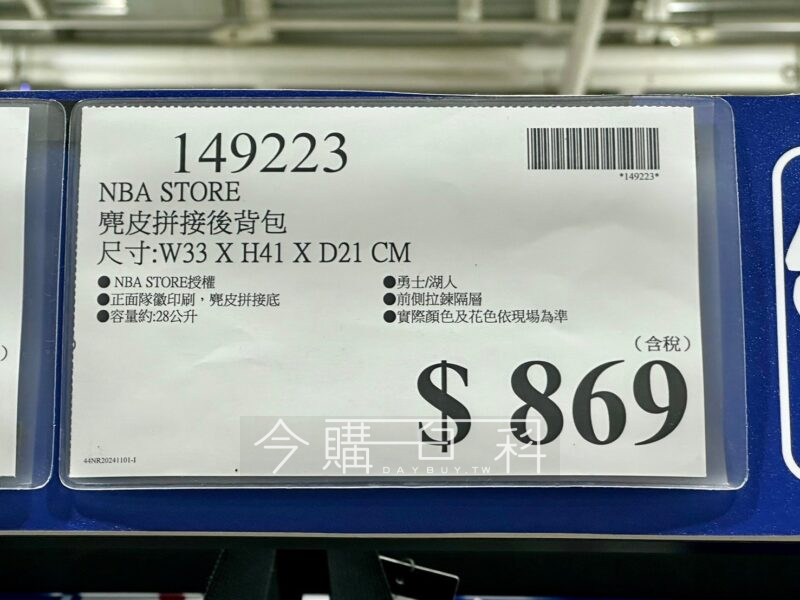 149223
*149223*
NBA STORE
麂皮拼接後背包
尺寸:W33 X H41 X D21 CM
●NBA STORE授權
●正面隊徽印刷，麂皮拼接底
●容量約:28公升
●勇士/湖人
●前側拉鍊隔層
●實際顏色及花色依現場為準
（含稅）
$ 869
44NR20241101-I
今購百科
DAYBUY.TW
)